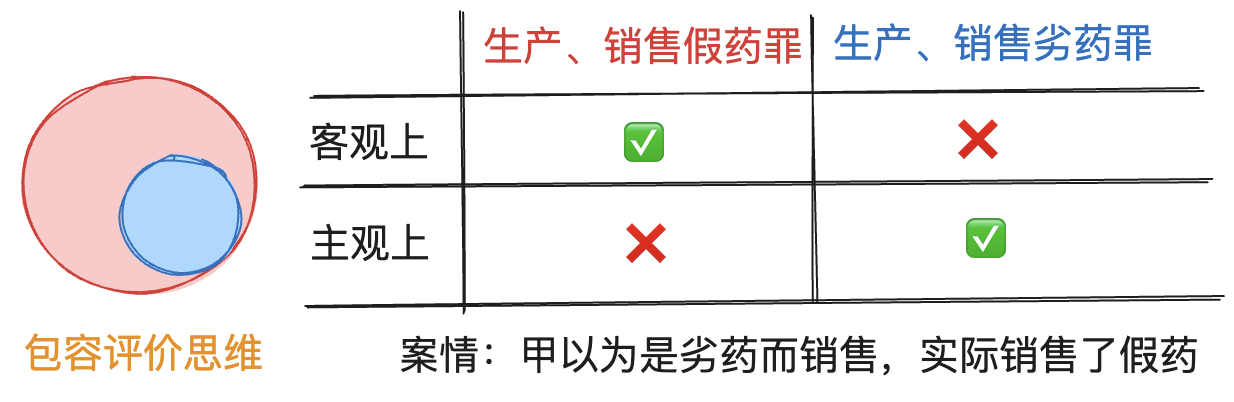 生产、销售假药罪 生产、销售劣药罪
客观上 ✅ ❌
主观上 ❌ ✅
包容评价思维
案情：甲以为是劣药而销售，实际销售了假药